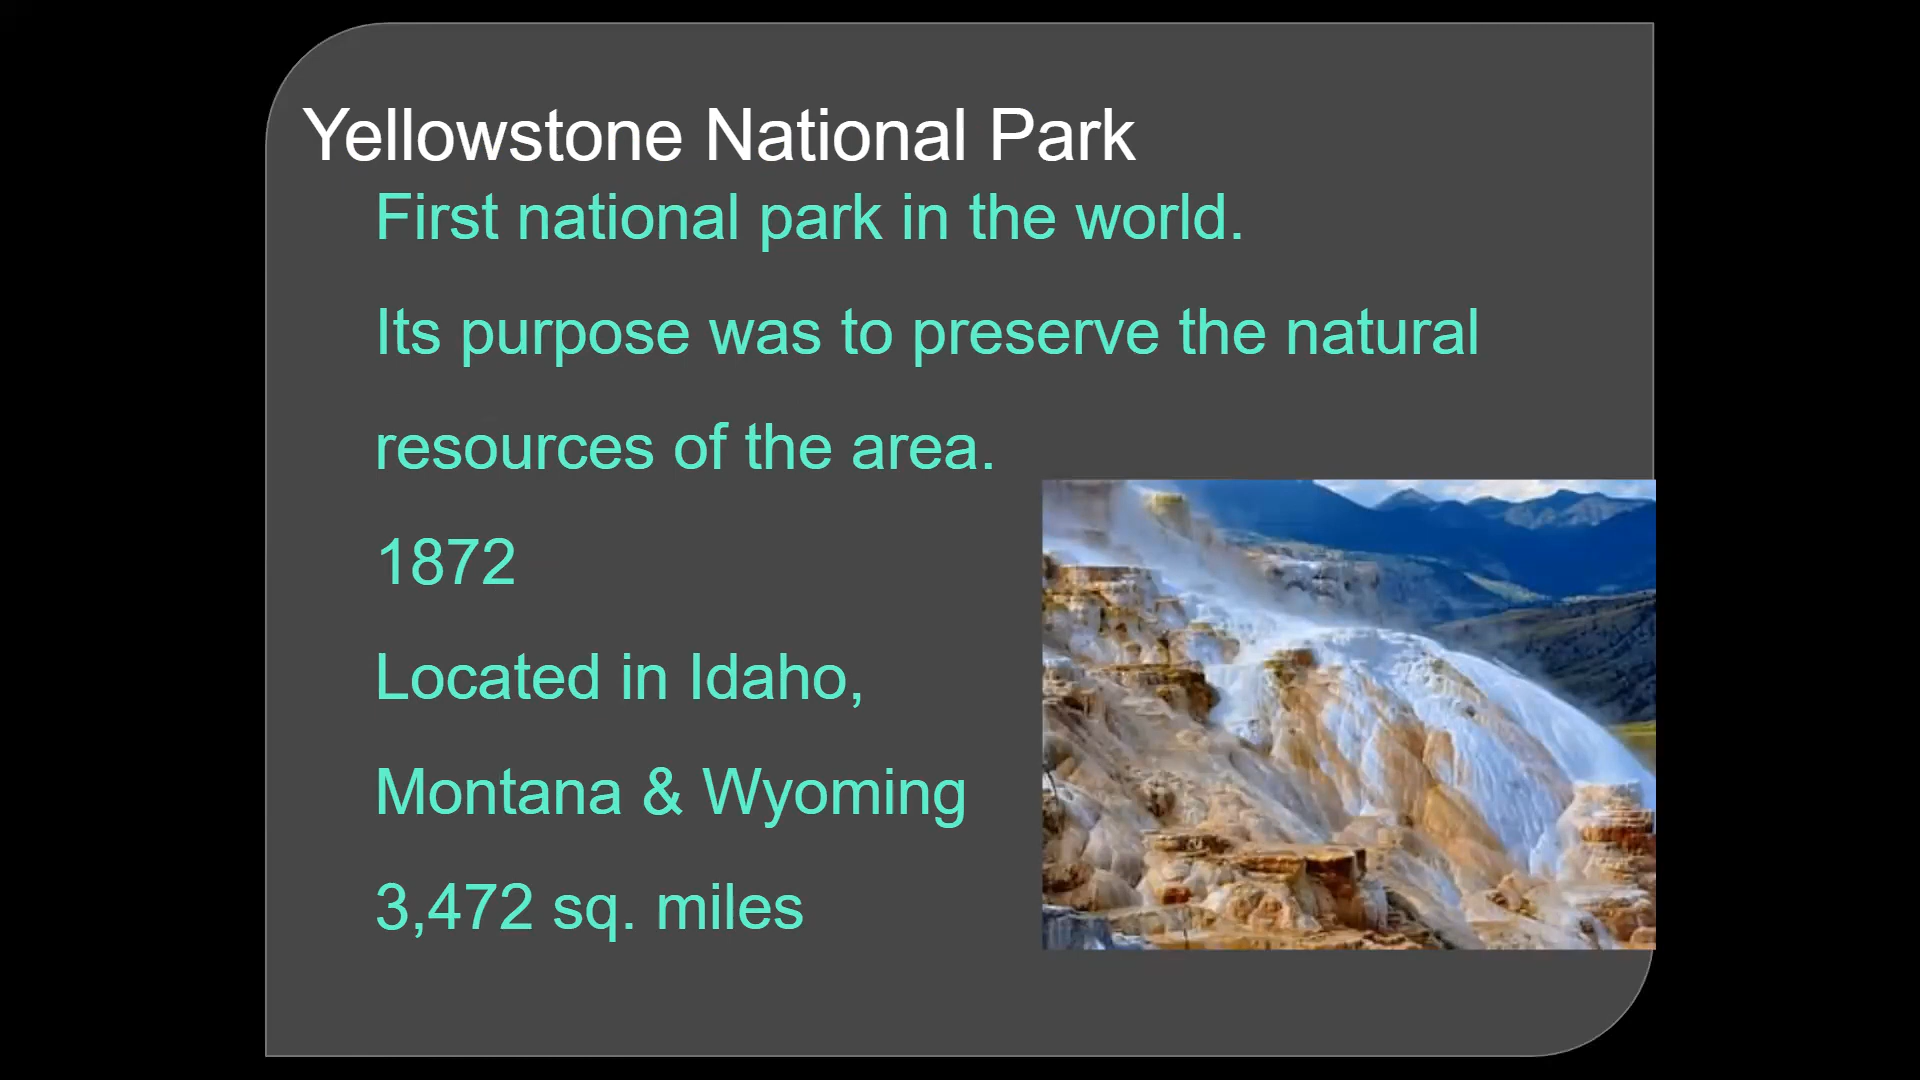 Yellowstone National Park
First national park in the world.
Its purpose was to preserve the natural
resources of the area.
1872
Located in Idaho,
Montana & Wyoming
3,472 sq. miles